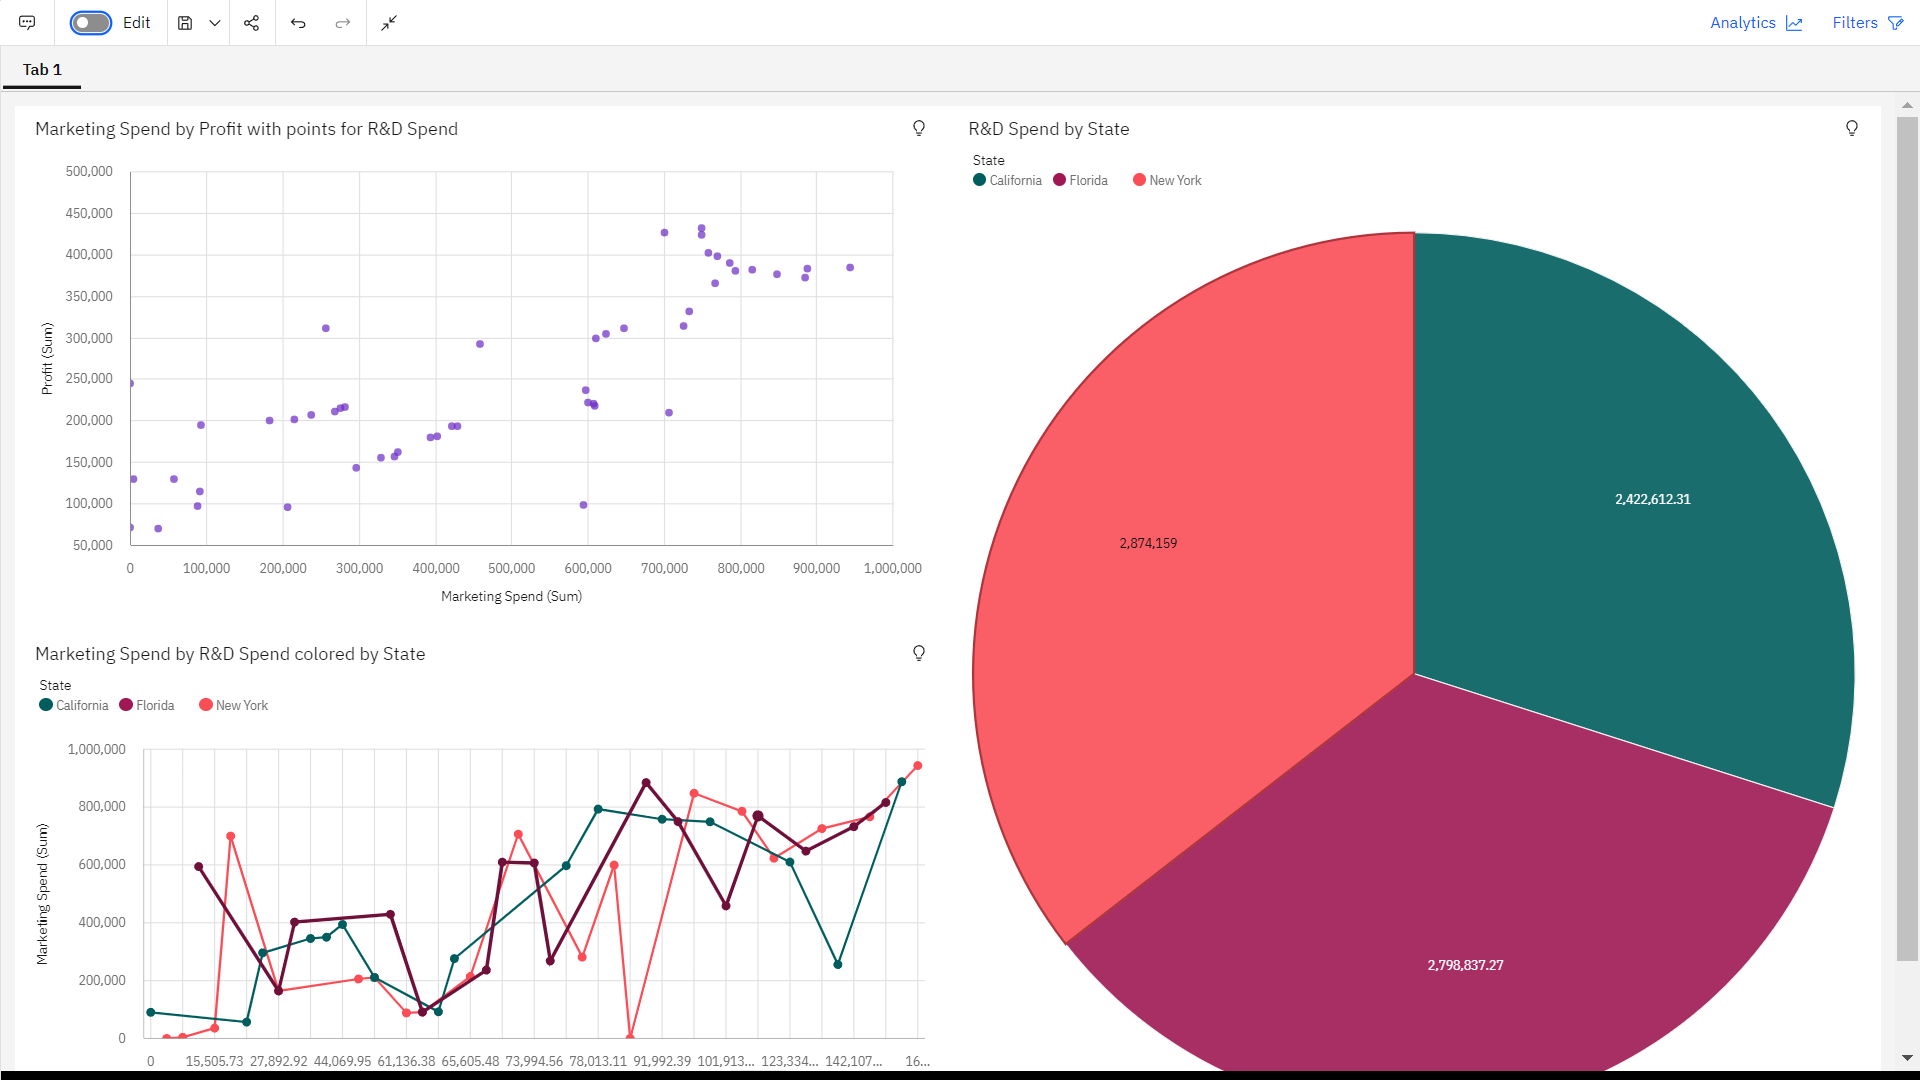 Edit
Analytics
Filters
Tab 1
Marketing Spend by Profit with points for R&D Spend
Profit (Sum)
500,000
450,000
400,000
350,000
300,000
250,000
200,000
150,000
100,000
50,000
0 100,000 200,000 300,000 400,000 500,000 600,000 700,000 800,000 900,000 1,000,000
Marketing Spend (Sum)
R&D Spend by State
State
California Florida New York
2,422,612.31
2,874,159
2,798,837.27
Marketing Spend by R&D Spend colored by State
State
California Florida New York
Marketing Spend (Sum)
1,000,000
800,000
600,000
400,000
200,000
0
0 15,505.73 27,892.92 44,069.95 61,136.38 65,605.48 73,994.56 78,013.11 91,992.39 101,913... 123,334... 142,107... 16...